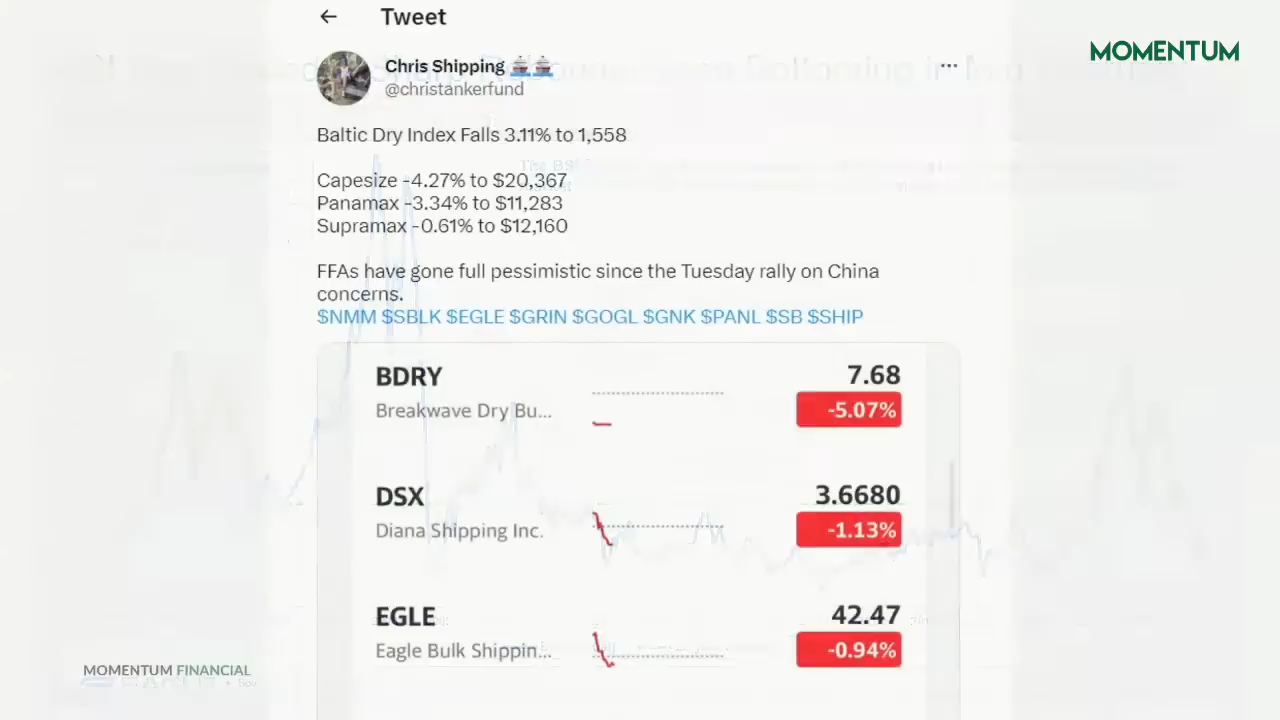 Tweet
MOMENTUM
Chris Shipping 🚢🚢
@christankerfund
Baltic Dry Index Falls 3.11% to 1,558
Capesize -4.27% to $20,367
Panamax -3.34% to $11,283
Supramax -0.61% to $12,160
FFAs have gone full pessimistic since the Tuesday rally on China
concerns.
$NMM $SBLK $EGLE $GRIN $GOGL $GNK $PANL $SB $SHIP
BDRY
7.68
Breakwave Dry Bu...
-5.07%
DSX
3.6680
Diana Shipping Inc.
-1.13%
EGLE
42.47
Eagle Bulk Shippin...
-0.94%
MOMENTUM FINANCIAL